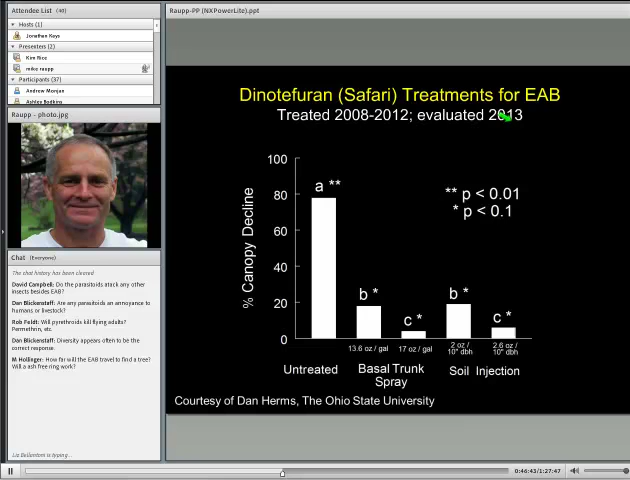 Attendee List (40)
Hosts (1)
Jonathan Kays
Presenters (2)
Kim Rice
mike raupp
Participants (37)
Andrew Monjan
Ashley Bodkins
Raupp - photo.jpg
Chat (Everyone)
The chat history has been cleared
David Campbell: Do the parasitoids atack any other
insects besides EAB?
Dan Blickenstaff: Are any parasitoids an annoyance to
humans or livestock?
Rob Feldt: Will pyrethroids kill flying adults?
Permethrin, etc.
Dan Blickenstaff: Diversity appears often to be the
correct response.
M Hollinger: How far will the EAB travel to find a tree?
Will a ash free ring work?
Liz Bellantoni is typing...
Raupp-PP (NXPowerLite).ppt
Dinotefuran (Safari) Treatments for EAB
Treated 2008-2012; evaluated 2013
% Canopy Decline
100
80
60
40
20
0
a **
b *
c *
b *
c *
** p < 0.01
* p < 0.1
13.6 oz / gal
17 oz / gal
2 oz /
10" dbh
2.6 oz /
10" dbh
Untreated
Basal Trunk
Spray
Soil Injection
Courtesy of Dan Herms, The Ohio State University
0:46:43/1:27:47